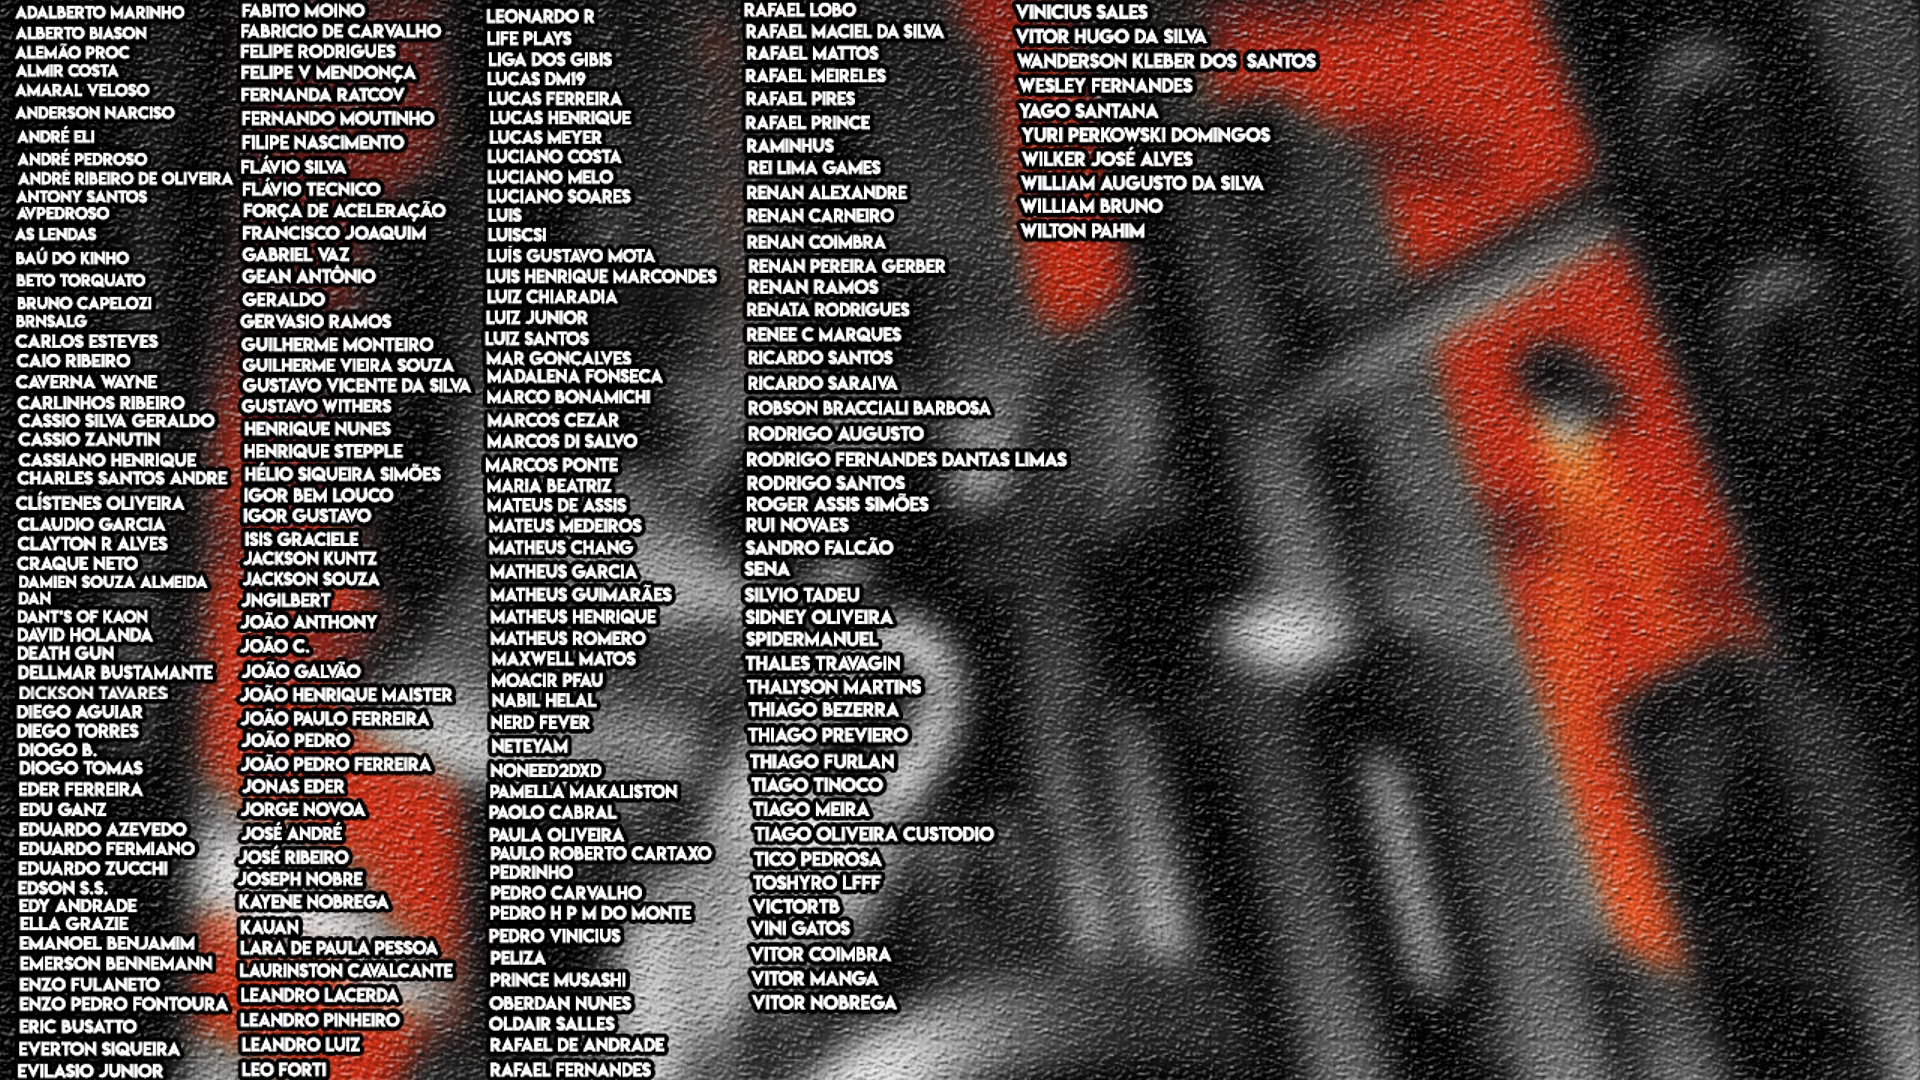 ADALBERTO MARINHO
ALBERTO BIASON
ALEMÃO PROC
ALMIR COSTA
AMARAL VELOSO
ANDERSON NARCISO
ANDRÉ ELI
ANDRÉ PEDROSO
ANDRÉ RIBEIRO DE OLIVEIRA
ANTONY SANTOS
AVPEDROSO
AS LENDAS
BAÚ DO KINHO
BETO TORQUATO
BRUNO CAPELOZI
BRNSALG
CARLOS ESTEVES
CAIO RIBEIRO
CAVERNA WAYNE
CARLINHOS RIBEIRO
CASSIO SILVA GERALDO
CASSIO ZANUTIN
CASSIANO HENRIQUE
CHARLES SANTOS ANDRE
CLÍSTENES OLIVEIRA
CLAUDIO GARCIA
CLAYTON R ALVES
CRAQUE NETO
DAMIEN SOUZA ALMEIDA
DAN
DANT'S OF KAON
DAVID HOLANDA
DEATH GUN
DELLMAR BUSTAMANTE
DICKSON TAVARES
DIEGO AGUIAR
DIEGO TORRES
DIOGO B.
DIOGO TOMAS
EDER FERREIRA
EDU GANZ
EDUARDO AZEVEDO
EDUARDO FERMIANO
EDUARDO ZUCCHI
EDSON S.S.
EDY ANDRADE
ELLA GRAZIE
EMANOEL BENJAMIM
EMERSON BENNEMANN
ENZO FULANETO
ENZO PEDRO FONTOURA
ERIC BUSATTO
EVERTON SIQUEIRA
EVILASIO JUNIOR
FABITO MOINO
FABRICIO DE CARVALHO
FELIPE RODRIGUES
FELIPE V MENDONÇA
FERNANDA RATCOV
FERNANDO MOUTINHO
FILIPE NASCIMENTO
FLÁVIO SILVA
FLÁVIO TECNICO
FORÇA DE ACELERAÇÃO
FRANCISCO JOAQUIM
GABRIEL VAZ
GEAN ANTÔNIO
GERALDO
GERVASIO RAMOS
GUILHERME MONTEIRO
GUILHERME VIEIRA SOUZA
GUSTAVO VICENTE DA SILVA
GUSTAVO WITHERS
HENRIQUE NUNES
HENRIQUE STEPPLE
HÉLIO SIQUEIRA SIMÕES
IGOR BEM LOUCO
IGOR GUSTAVO
ISIS GRACIELE
JACKSON KUNTZ
JACKSON SOUZA
JNGILBERT
JOÃO ANTHONY
JOÃO C.
JOÃO GALVÃO
JOÃO HENRIQUE MAISTER
JOÃO PAULO FERREIRA
JOÃO PEDRO
JOÃO PEDRO FERREIRA
JONAS EDER
JORGE NOVOA
JOSÉ ANDRÉ
JOSÉ RIBEIRO
JOSEPH NOBRE
KAYENE NOBREGA
KAUAN
LARA DE PAULA PESSOA
LAURINSTON CAVALCANTE
LEANDRO LACERDA
LEANDRO PINHEIRO
LEANDRO LUIZ
LEO FORTI
LEONARDO R
LIFE PLAYS
LIGA DOS GIBIS
LUCAS DM19
LUCAS FERREIRA
LUCAS HENRIQUE
LUCAS MEYER
LUCIANO COSTA
LUCIANO MELO
LUCIANO SOARES
LUIS
LUISCSI
LUÍS GUSTAVO MOTA
LUIS HENRIQUE MARCONDES
LUIZ CHIARADIA
LUIZ JUNIOR
LUIZ SANTOS
MAR GONÇALVES
MADALENA FONSECA
MARCO BONAMICHI
MARCOS CEZAR
MARCOS DI SALVO
MARCOS PONTE
MARIA BEATRIZ
MATEUS DE ASSIS
MATEUS MEDEIROS
MATHEUS CHANG
MATHEUS GARCIA
MATHEUS GUIMARÃES
MATHEUS HENRIQUE
MATHEUS ROMERO
MAXWELL MATOS
MOACIR PFAU
NABIL HELAL
NERD FEVER
NETEYAM
NONEED2DXD
PAMELLA MAKALISTON
PAOLO CABRAL
PAULA OLIVEIRA
PAULO ROBERTO CARTAXO
PEDRINHO
PEDRO CARVALHO
PEDRO H P M DO MONTE
PEDRO VINICIUS
PELIZA
PRINCE MUSASHI
OBERDAN NUNES
OLDAIR SALLES
RAFAEL DE ANDRADE
RAFAEL FERNANDES
RAFAEL LOBO
RAFAEL MACIEL DA SILVA
RAFAEL MATTOS
RAFAEL MEIRELES
RAFAEL PIRES
RAFAEL PRINCE
RAMINHUS
REI LIMA GAMES
RENAN ALEXANDRE
RENAN CARNEIRO
RENAN COIMBRA
RENAN PEREIRA GERBER
RENAN RAMOS
RENATA RODRIGUES
RENEE C MARQUES
RICARDO SANTOS
RICARDO SARAIVA
ROBSON BRACCIALI BARBOSA
RODRIGO AUGUSTO
RODRIGO FERNANDES DANTAS LIMAS
RODRIGO SANTOS
ROGER ASSIS SIMÕES
RUI NOVAES
SANDRO FALCÃO
SENA
SILVIO TADEU
SIDNEY OLIVEIRA
SPIDERMANUEL
THALES TRAVAGIN
THALYSON MARTINS
THIAGO BEZERRA
THIAGO PREVIERO
THIAGO FURLAN
TIAGO TINOCO
TIAGO MEIRA
TIAGO OLIVEIRA CUSTODIO
TICO PEDROSA
TOSHYRO LFFF
VICTORTB
VINI GATOS
VITOR COIMBRA
VITOR MANGA
VITOR NOBREGA
VINICIUS SALES
VITOR HUGO DA SILVA
WANDERSON KLEBER DOS SANTOS
WESLEY FERNANDES
YAGO SANTANA
YURI PERKOWSKI DOMINGOS
WILKER JOSÉ ALVES
WILLIAM AUGUSTO DA SILVA
WILLIAM BRUNO
WILTON PAHIM